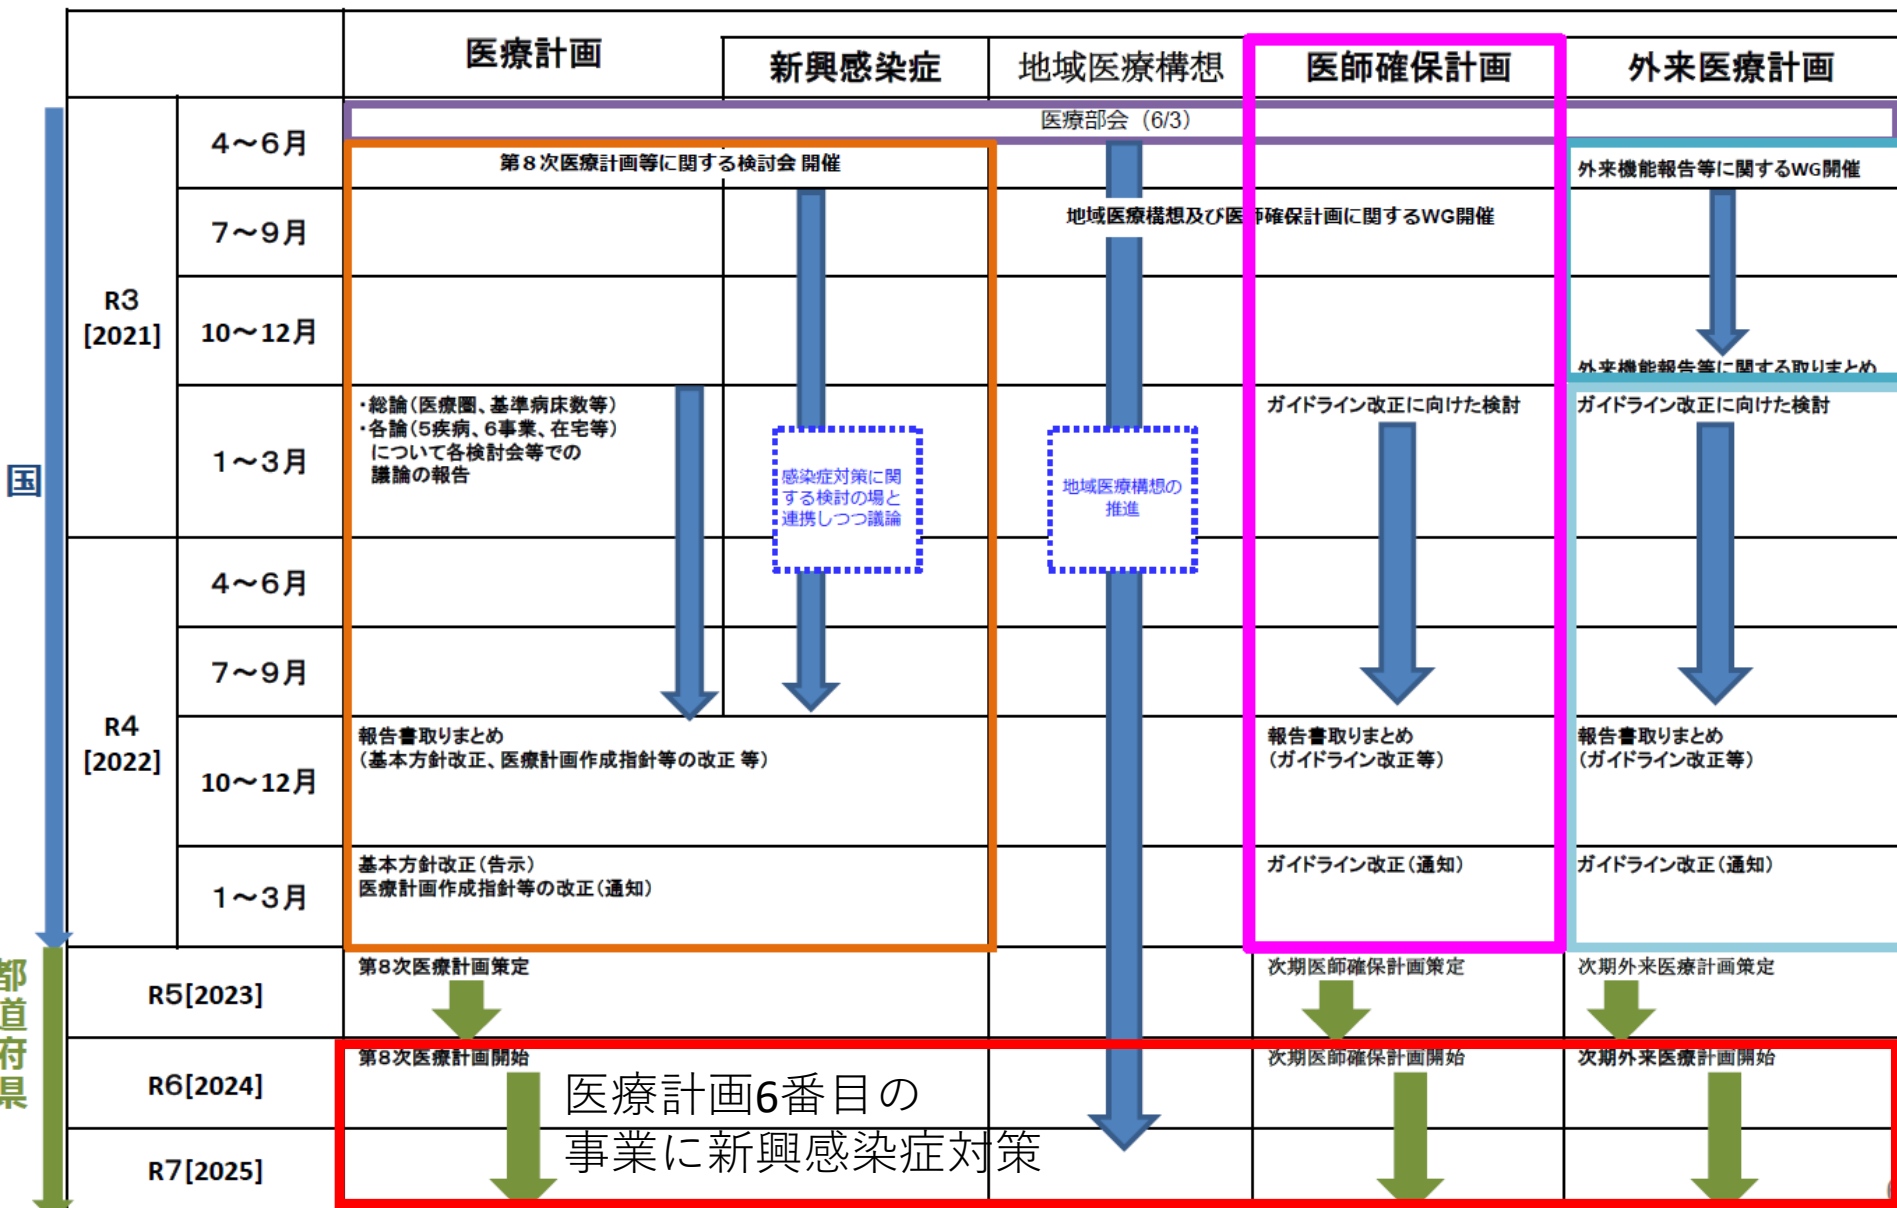 医療計画
新興感染症
地域医療構想
医師確保計画
外来医療計画
国
都道府県
R3
[2021]
4～6月
医療部会（6/3）
第８次医療計画等に関する検討会 開催
外来機能報告等に関するWG開催
7～9月
地域医療構想及び医師確保計画に関するWG開催
10～12月
外来機能報告等に関する取りまとめ
1～3月
・総論（医療圏、基準病床数等）
・各論（5疾病、6事業、在宅等）
について各検討会等での
議論の報告
感染症対策に関
する検討の場と
連携しつつ議論
地域医療構想の
推進
ガイドライン改正に向けた検討
ガイドライン改正に向けた検討
R4
[2022]
4～6月
7～9月
10～12月
報告書取りまとめ
（基本方針改正、医療計画作成指針等の改正 等）
報告書取りまとめ
（ガイドライン改正等）
報告書取りまとめ
（ガイドライン改正等）
1～3月
基本方針改正（告示）
医療計画作成指針等の改正（通知）
ガイドライン改正（通知）
ガイドライン改正（通知）
R5[2023]
第8次医療計画策定
次期医師確保計画策定
次期外来医療計画策定
R6[2024]
第8次医療計画開始
次期医師確保計画開始
次期外来医療計画開始
医療計画6番目の
事業に新興感染症対策
R7[2025]